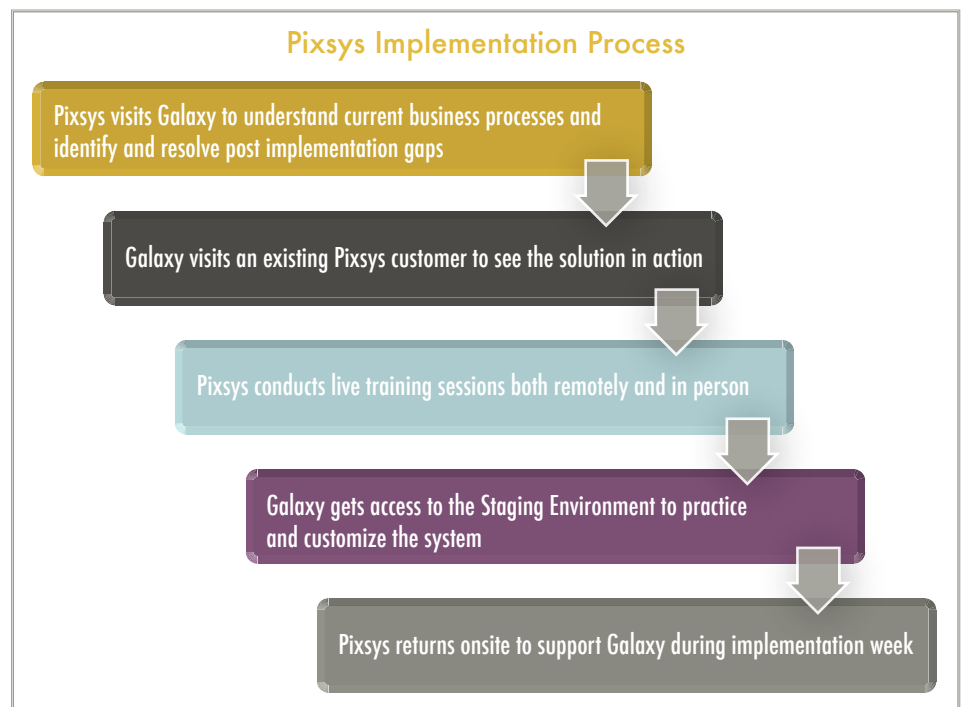 Pixsys Implementation Process
Pixsys visits Galaxy to understand current business processes and
identify and resolve post implementation gaps
Galaxy visits an existing Pixsys customer to see the solution in action
Pixsys conducts live training sessions both remotely and in person
Galaxy gets access to the Staging Environment to practice
and customize the system
Pixsys returns onsite to support Galaxy during implementation week